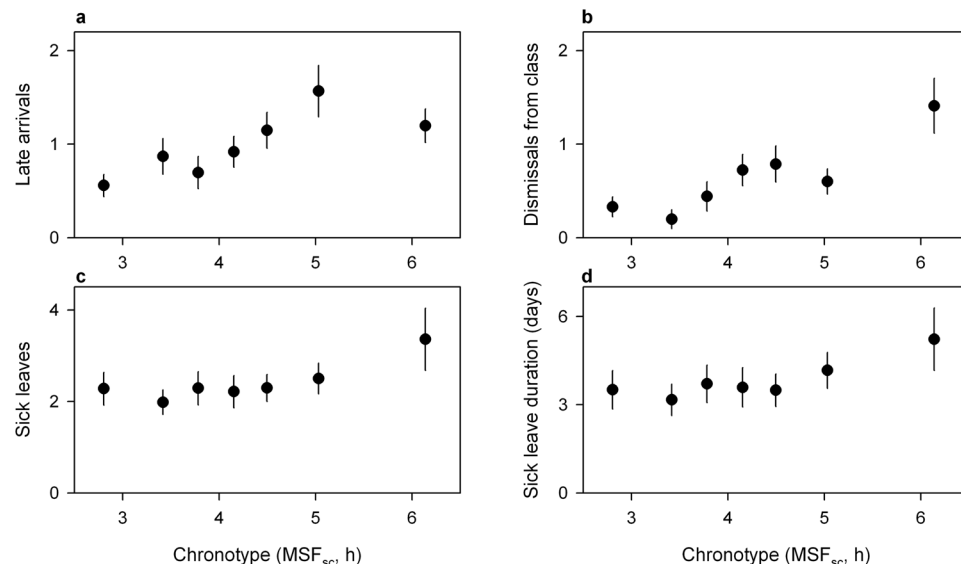 a
Late arrivals
2
1
0
3 4 5 6
b
Dismissals from class
2
1
0
3 4 5 6
c
Sick leaves
4
2
0
3 4 5 6
Chronotype (MSFsc, h)
d
Sick leave duration (days)
6
3
0
3 4 5 6
Chronotype (MSFsc, h)